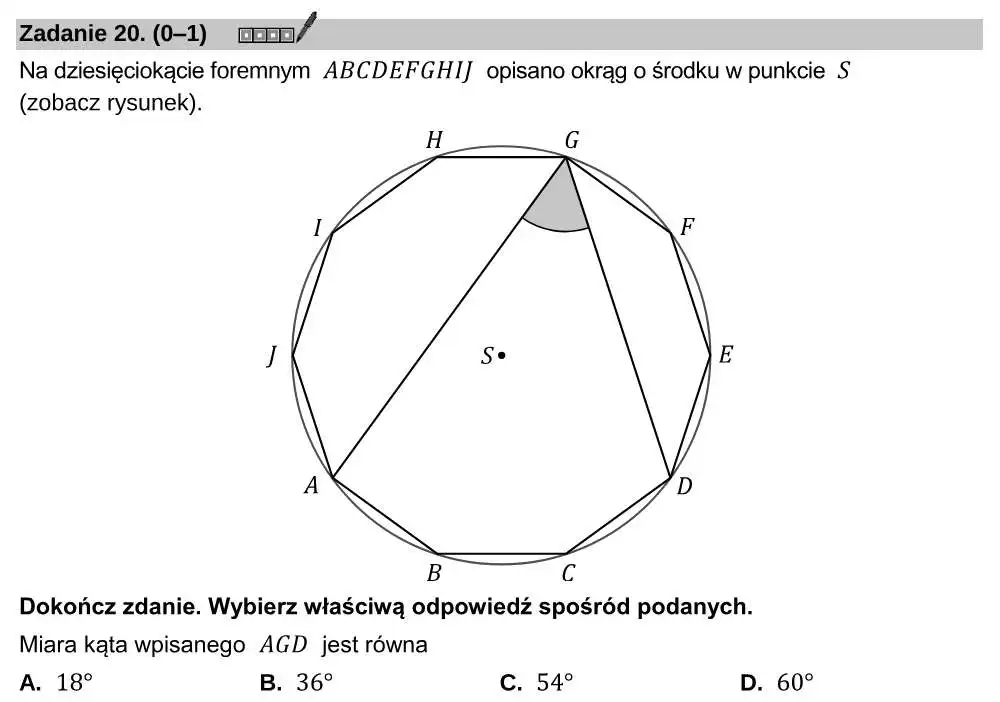 Zadanie 20. (0–1)
Na dziesięciokącie foremnym ABCDEFGHIJ opisano okrąg o środku w punkcie S
(zobacz rysunek).
H G
I F
J S E
A D
B C
Dokończ zdanie. Wybierz właściwą odpowiedź spośród podanych.
Miara kąta wpisanego AGD jest równa
A. 18° B. 36° C. 54° D. 60°